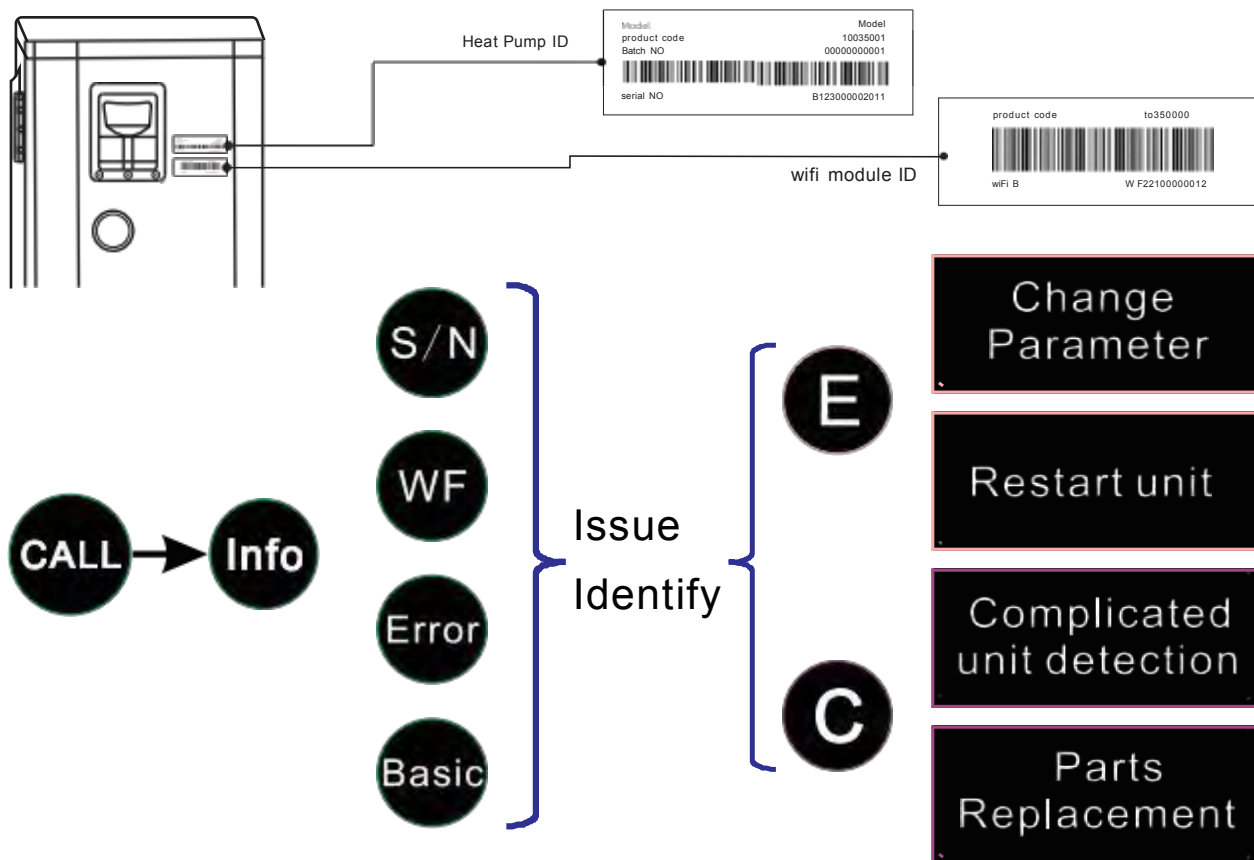 Heat Pump ID
Model Model
product code 10035001
Batch NO 00000000001
serial NO B123000002011
product code to350000
wiFi B W F22100000012
wifi module ID
CALL
Info
S/N
WF
Error
Basic
Issue
Identify
E
C
Change
Parameter
Restart unit
Complicated
unit detection
Parts
Replacement